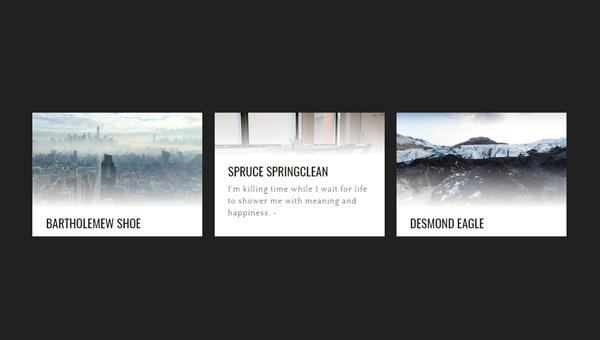 BARTHOLEMEW SHOE
SPRUCE SPRINGCLEAN
I'm killing time while I wait for life
to shower me with meaning and
happiness. -
DESMOND EAGLE